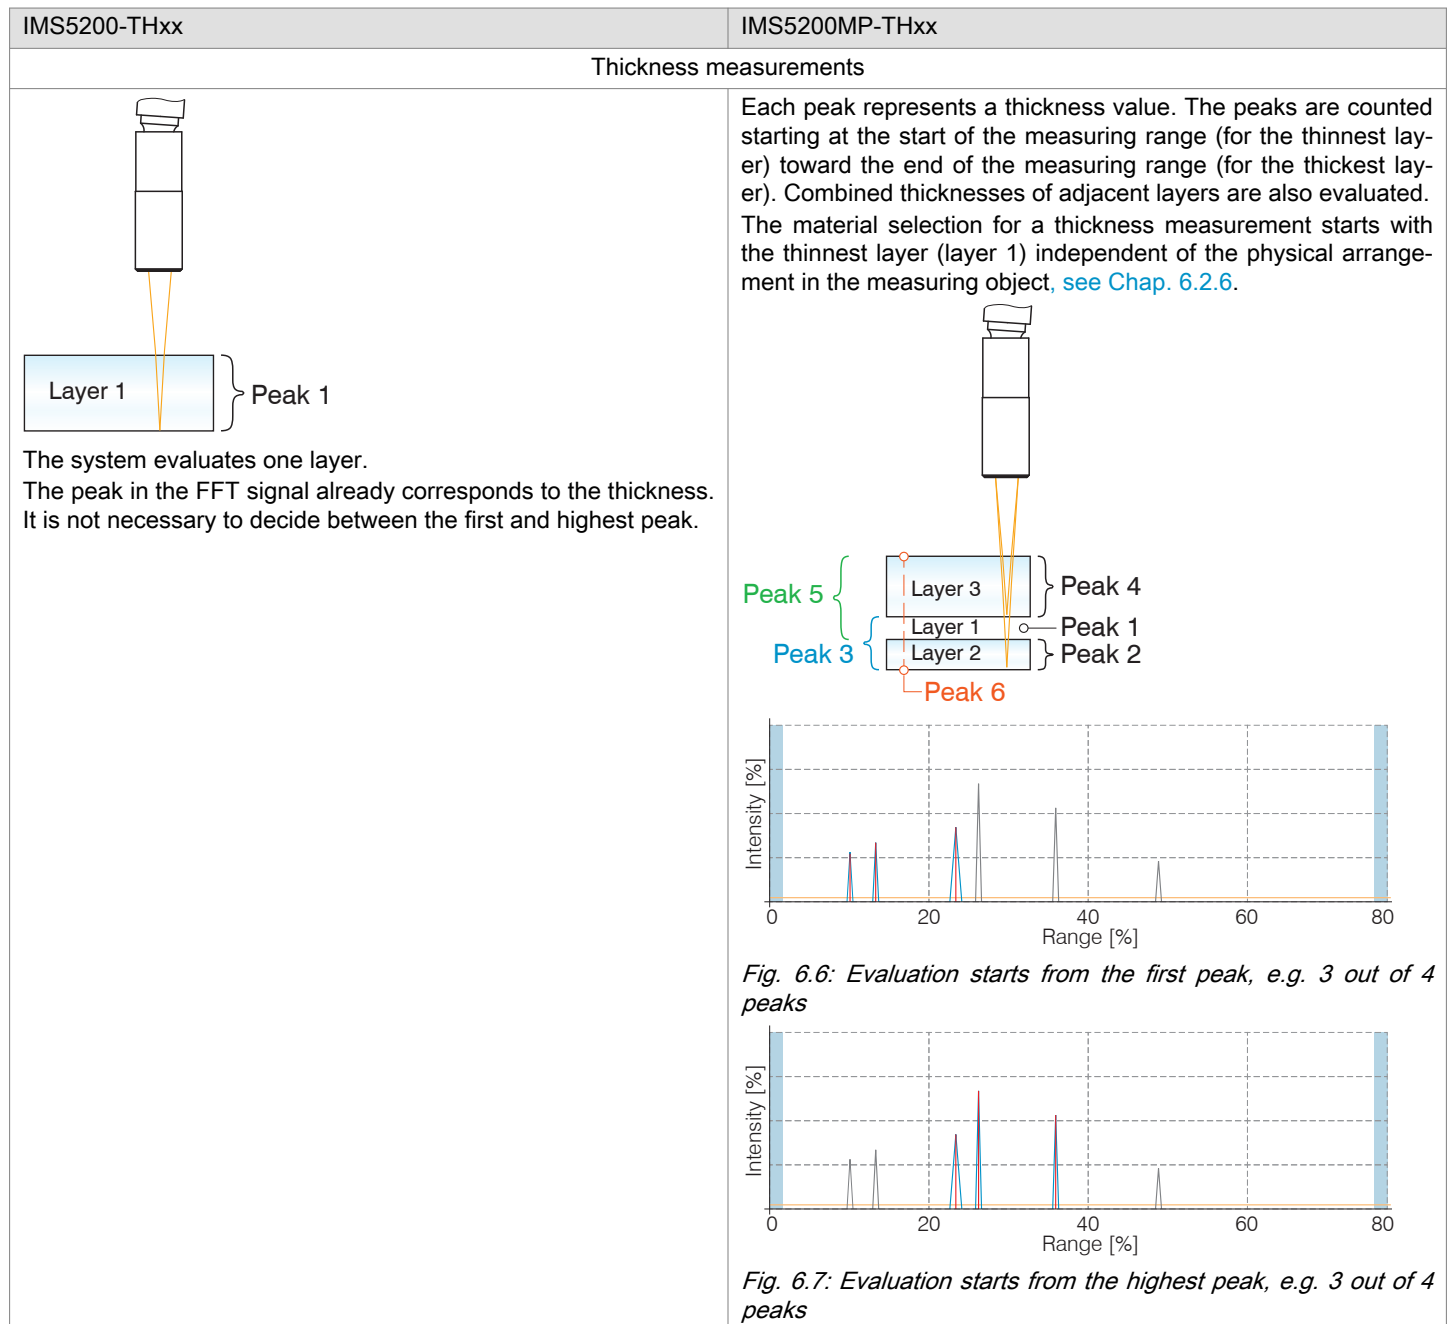 IMS5200-THxx
IMS5200MP-THxx
Thickness measurements
Layer 1
Peak 1
The system evaluates one layer.
The peak in the FFT signal already corresponds to the thickness.
It is not necessary to decide between the first and highest peak.
Each peak represents a thickness value. The peaks are counted
starting at the start of the measuring range (for the thinnest lay-
er) toward the end of the measuring range (for the thickest lay-
er). Combined thicknesses of adjacent layers are also evaluated.
The material selection for a thickness measurement starts with
the thinnest layer (layer 1) independent of the physical arrange-
ment in the measuring object, see Chap. 6.2.6.
Peak 5
Layer 3
Peak 4
Layer 1
Peak 1
Peak 3
Layer 2
Peak 2
Peak 6
Intensity [%]
0 20 40 60 80
Range [%]
Fig. 6.6: Evaluation starts from the first peak, e.g. 3 out of 4
peaks
Intensity [%]
0 20 40 60 80
Range [%]
Fig. 6.7: Evaluation starts from the highest peak, e.g. 3 out of 4
peaks